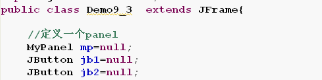 public class Demo9_3 extends JFrame{
//定义一个panel
MyPanel mp=null;
JButton jb1=null;
JButton jb2=null;